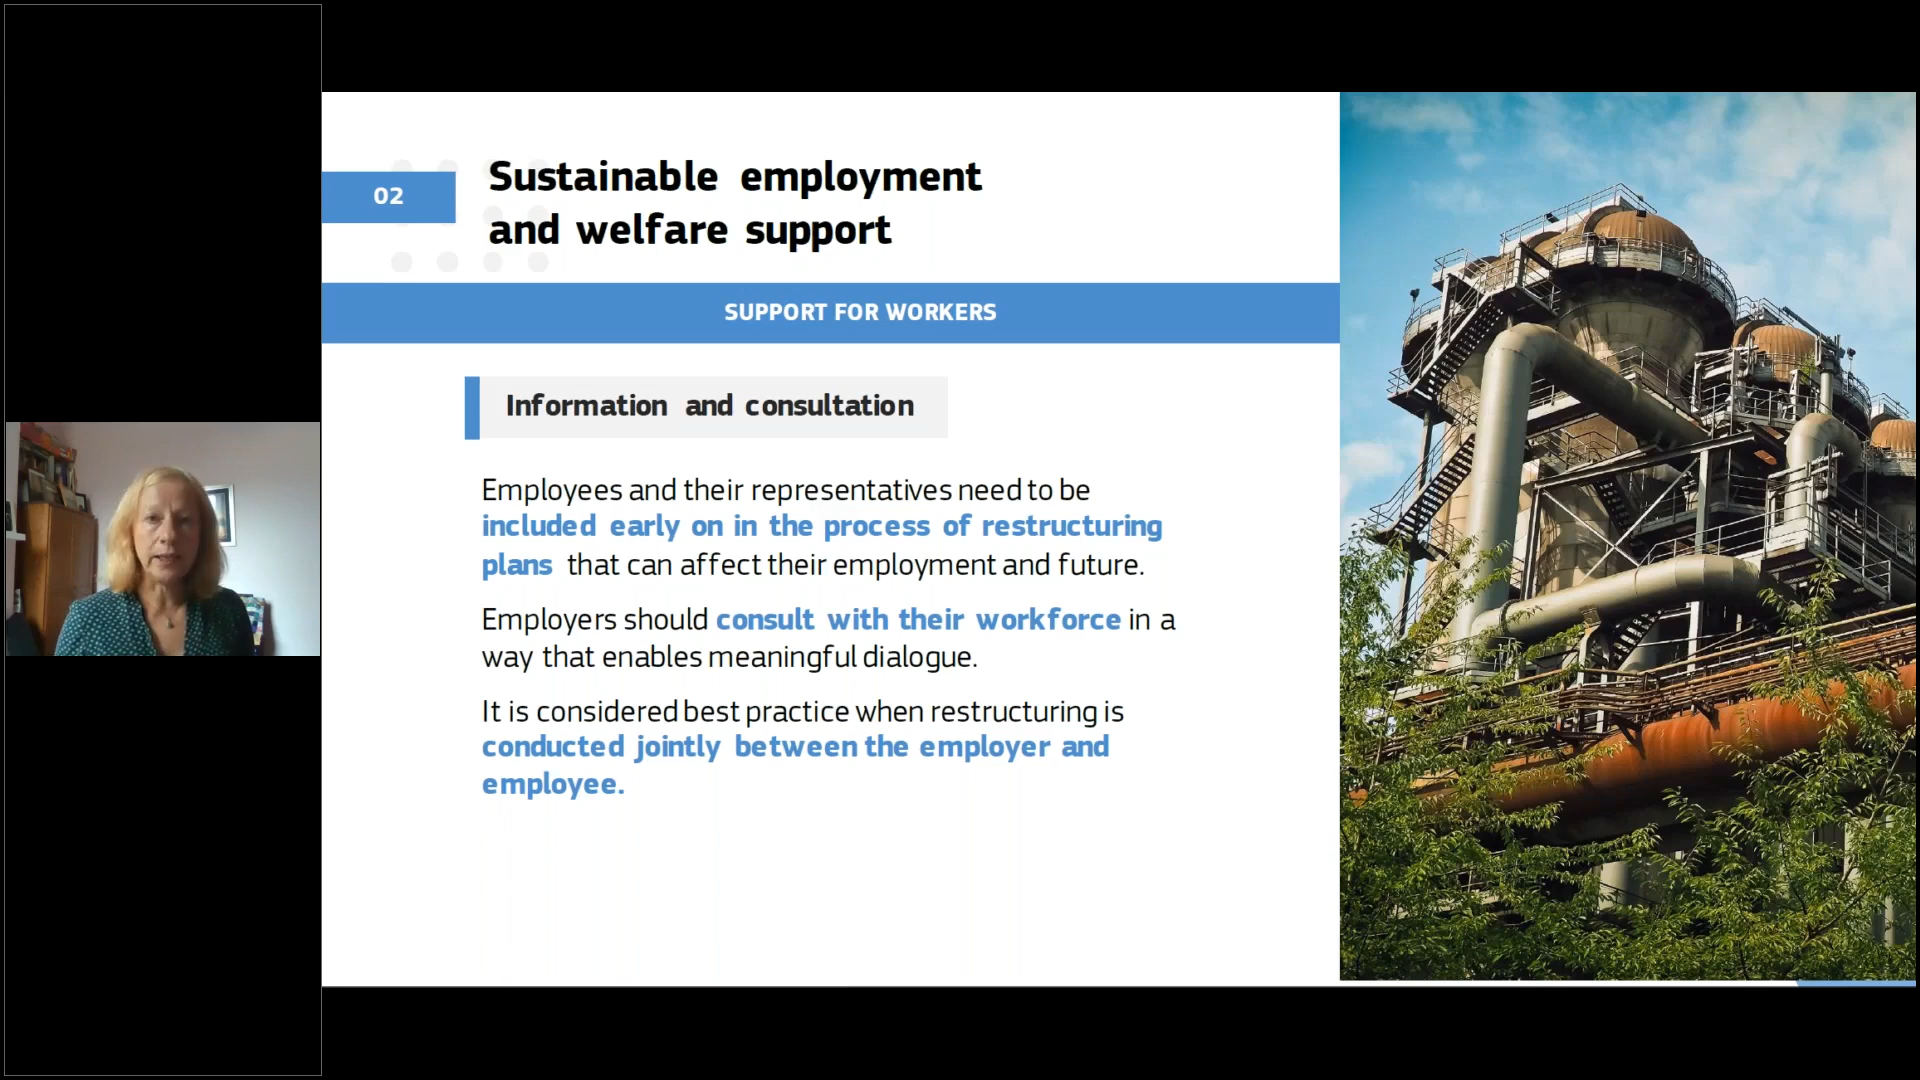 02
Sustainable employment
and welfare support
SUPPORT FOR WORKERS
Information and consultation
Employees and their representatives need to be
included early on in the process of restructuring
plans that can affect their employment and future.
Employers should consult with their workforce in a
way that enables meaningful dialogue.
It is considered best practice when restructuring is
conducted jointly between the employer and
employee.